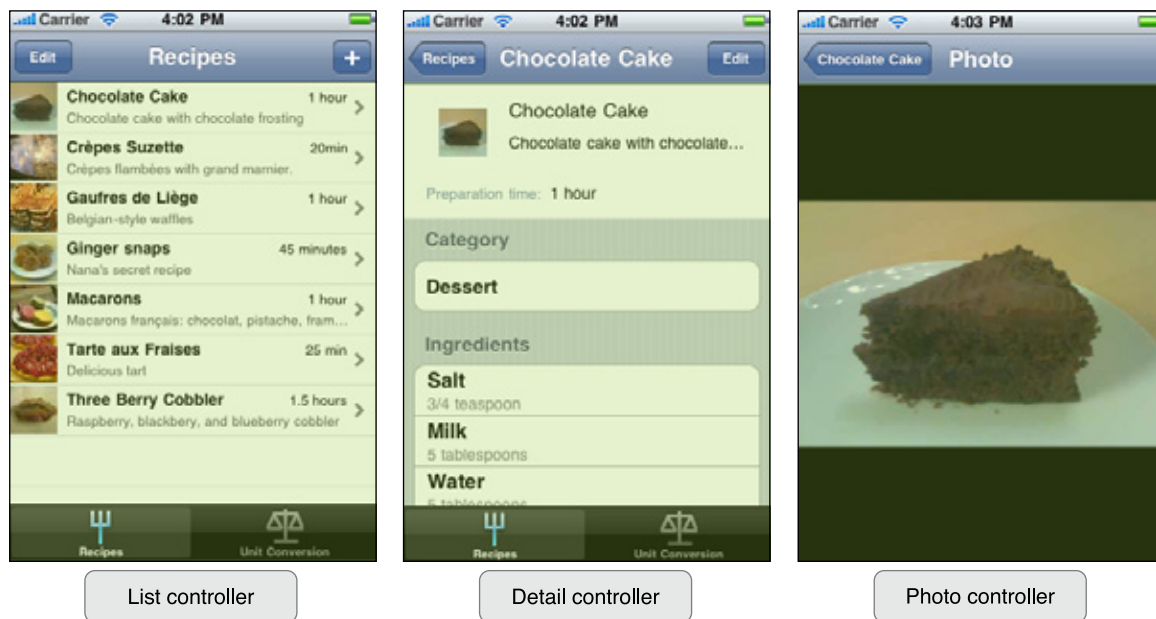 Carrier 4:02 PM
Edit Recipes +
Chocolate Cake 1 hour
Chocolate cake with chocolate frosting
Crèpes Suzette 20min
Crèpes flambées with grand marnier.
Gaufres de Liège 1 hour
Belgian-style waffles
Ginger snaps 45 minutes
Nana's secret recipe
Macarons 1 hour
Macarons français: chocolat, pistache, fram...
Tarte aux Fraises 25 min
Delicious tart
Three Berry Cobbler 1.5 hours
Raspberry, blackbery, and blueberry cobbler
Recipes Unit Conversion
List controller
Carrier 4:02 PM
Recipes Chocolate Cake Edit
Chocolate Cake
Chocolate cake with chocolate...
Preparation time: 1 hour
Category
Dessert
Ingredients
Salt
3/4 teaspoon
Milk
5 tablespoons
Water
5 tablespoons
Recipes Unit Conversion
Detail controller
Carrier 4:03 PM
Chocolate Cake Photo
Photo controller